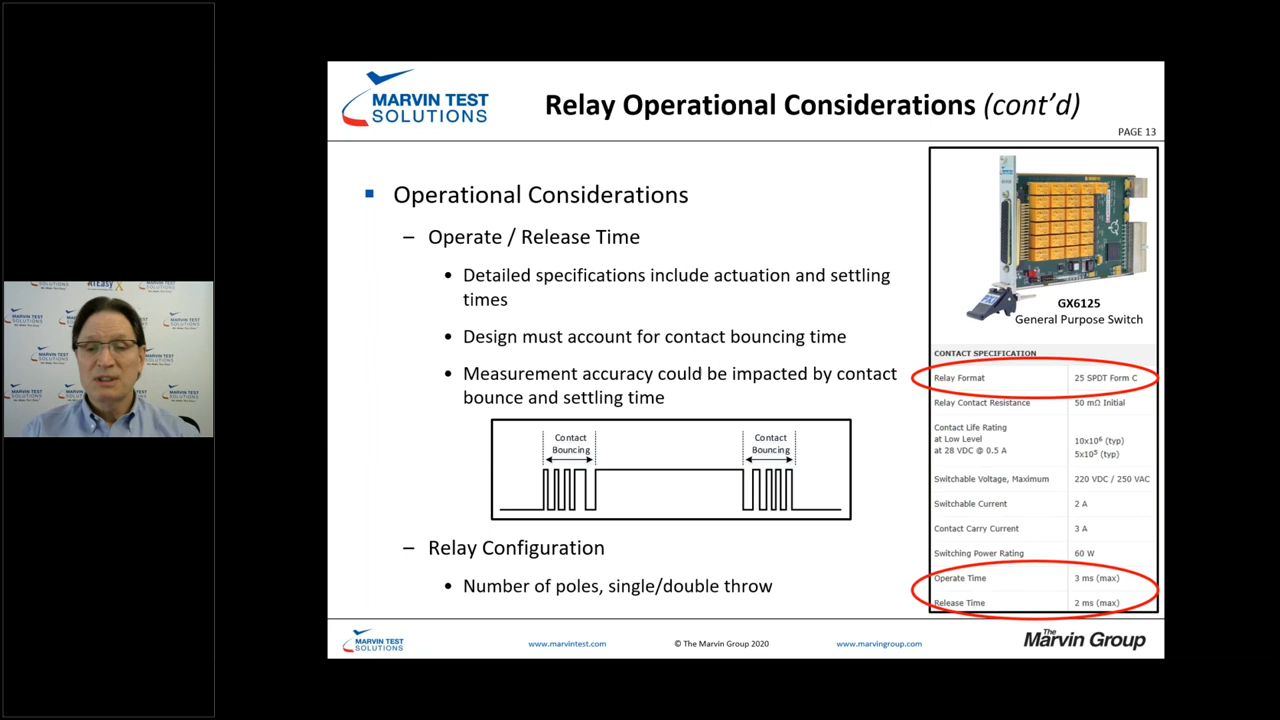 MARVIN TEST
SOLUTIONS
Relay Operational Considerations (cont'd)
PAGE 13
▪ Operational Considerations
– Operate / Release Time
• Detailed specifications include actuation and settling
times
• Design must account for contact bouncing time
• Measurement accuracy could be impacted by contact
bounce and settling time
Contact Bouncing
Contact Bouncing
– Relay Configuration
• Number of poles, single/double throw
GX6125
General Purpose Switch
CONTACT SPECIFICATION
Relay Format 25 SPDT Form C
Relay Contact Resistance 50 mΩ Initial
Contact Life Rating
at Low Level 10x10⁶ (typ)
at 28 VDC @ 0.5 A 5x10⁵ (typ)
Switchable Voltage, Maximum 220 VDC / 250 VAC
Switchable Current 2 A
Contact Carry Current 3 A
Switching Power Rating 60 W
Operate Time 3 ms (max)
Release Time 2 ms (max)
MARVIN TEST
SOLUTIONS
www.marvintest.com
© The Marvin Group 2020
www.marvingroup.com
The Marvin Group
ATEasy
MARVIN TEST
SOLUTIONS